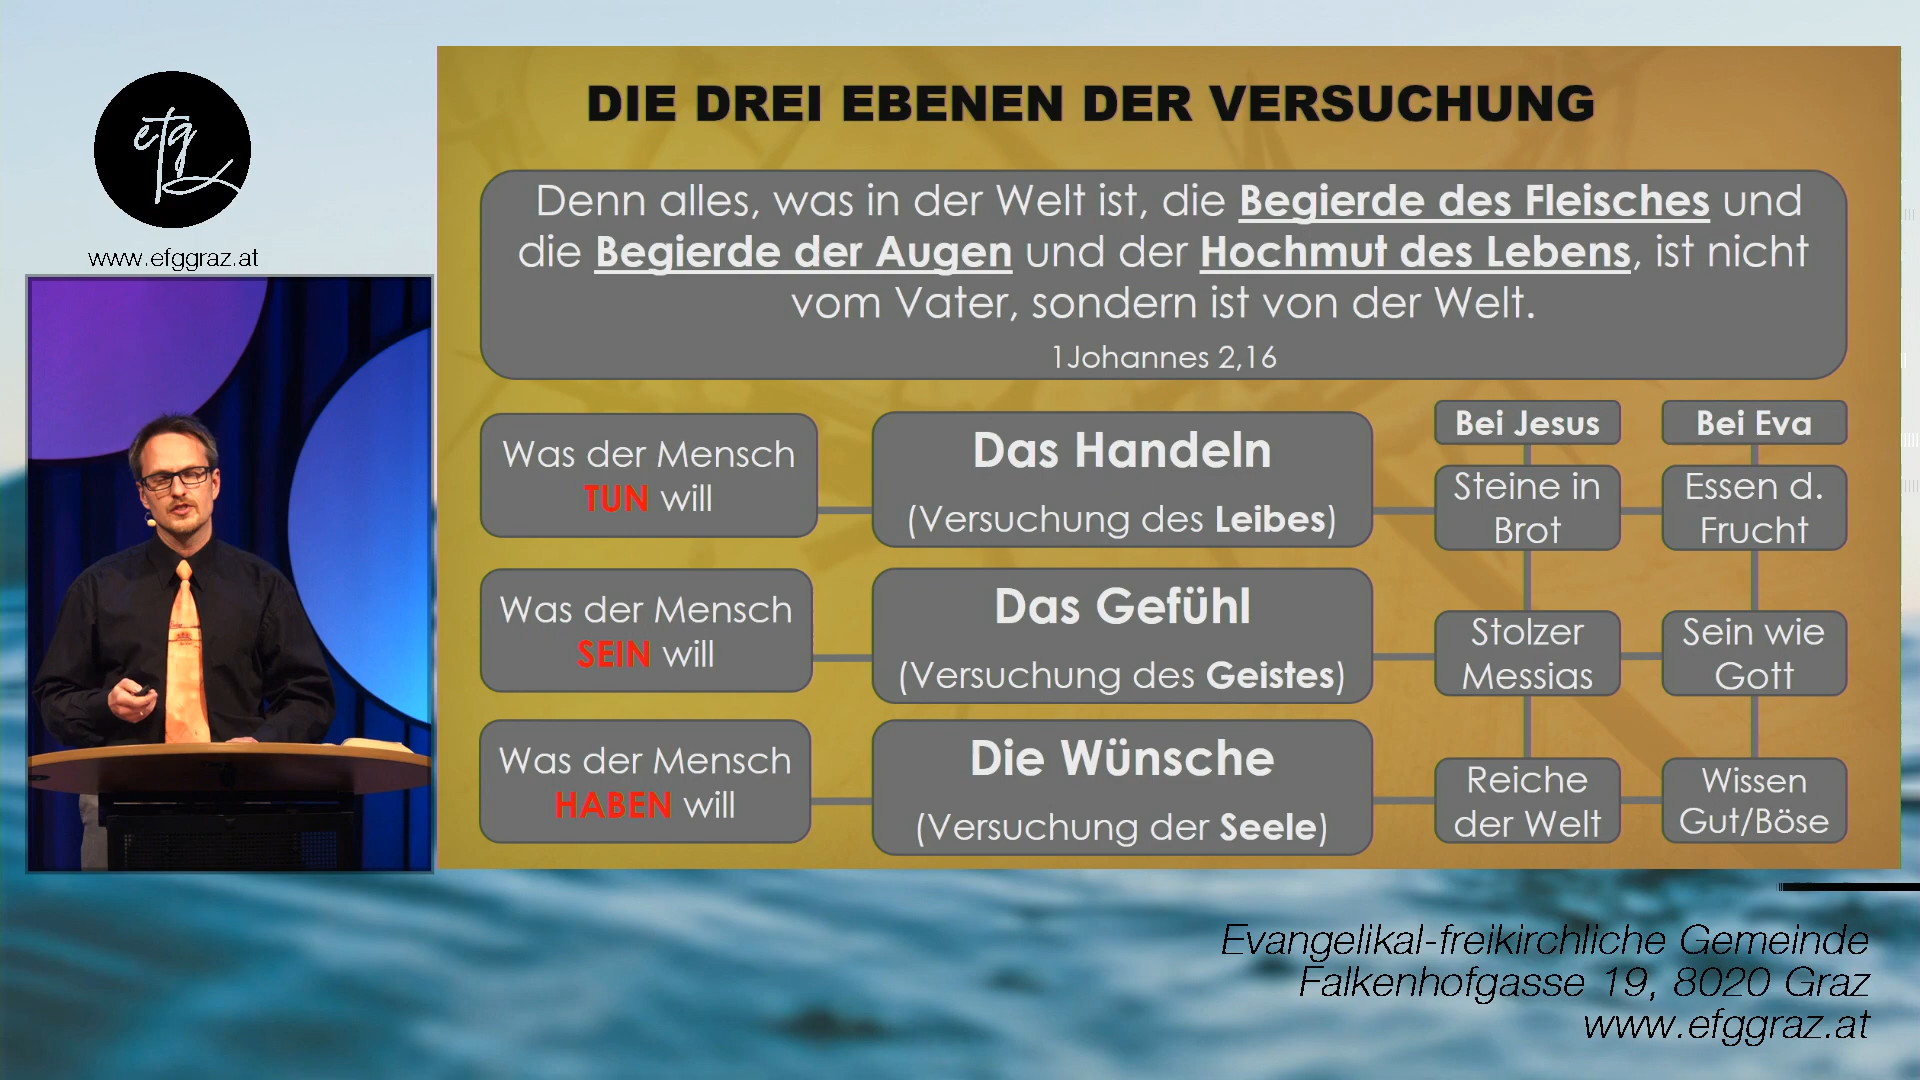 efg
www.efggraz.at
DIE DREI EBENEN DER VERSUCHUNG
Denn alles, was in der Welt ist, die Begierde des Fleisches und
die Begierde der Augen und der Hochmut des Lebens, ist nicht
vom Vater, sondern ist von der Welt.
1Johannes 2,16
Was der Mensch
TUN will
Das Handeln
(Versuchung des Leibes)
Bei Jesus
Bei Eva
Steine in
Brot
Essen d.
Frucht
Was der Mensch
SEIN will
Das Gefühl
(Versuchung des Geistes)
Stolzer
Messias
Sein wie
Gott
Was der Mensch
HABEN will
Die Wünsche
(Versuchung der Seele)
Reiche
der Welt
Wissen
Gut/Böse
Evangelikal-freikirchliche Gemeinde
Falkenhofgasse 19, 8020 Graz
www.efggraz.at